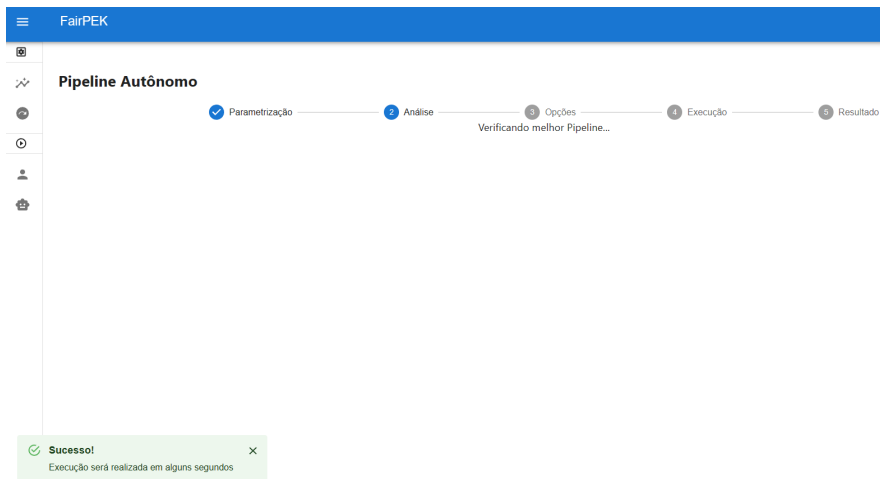 FairPEK
Pipeline Autônomo
Parametrização 2 Análise 3 Opções 4 Execução 5 Resultado
Verificando melhor Pipeline...
Sucesso!
Execução será realizada em alguns segundos